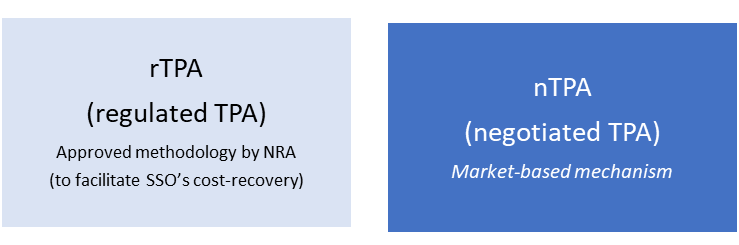 rTPA
(regulated TPA)
Approved methodology by NRA
(to facilitate SSO's cost-recovery)
nTPA
(negotiated TPA)
Market-based mechanism